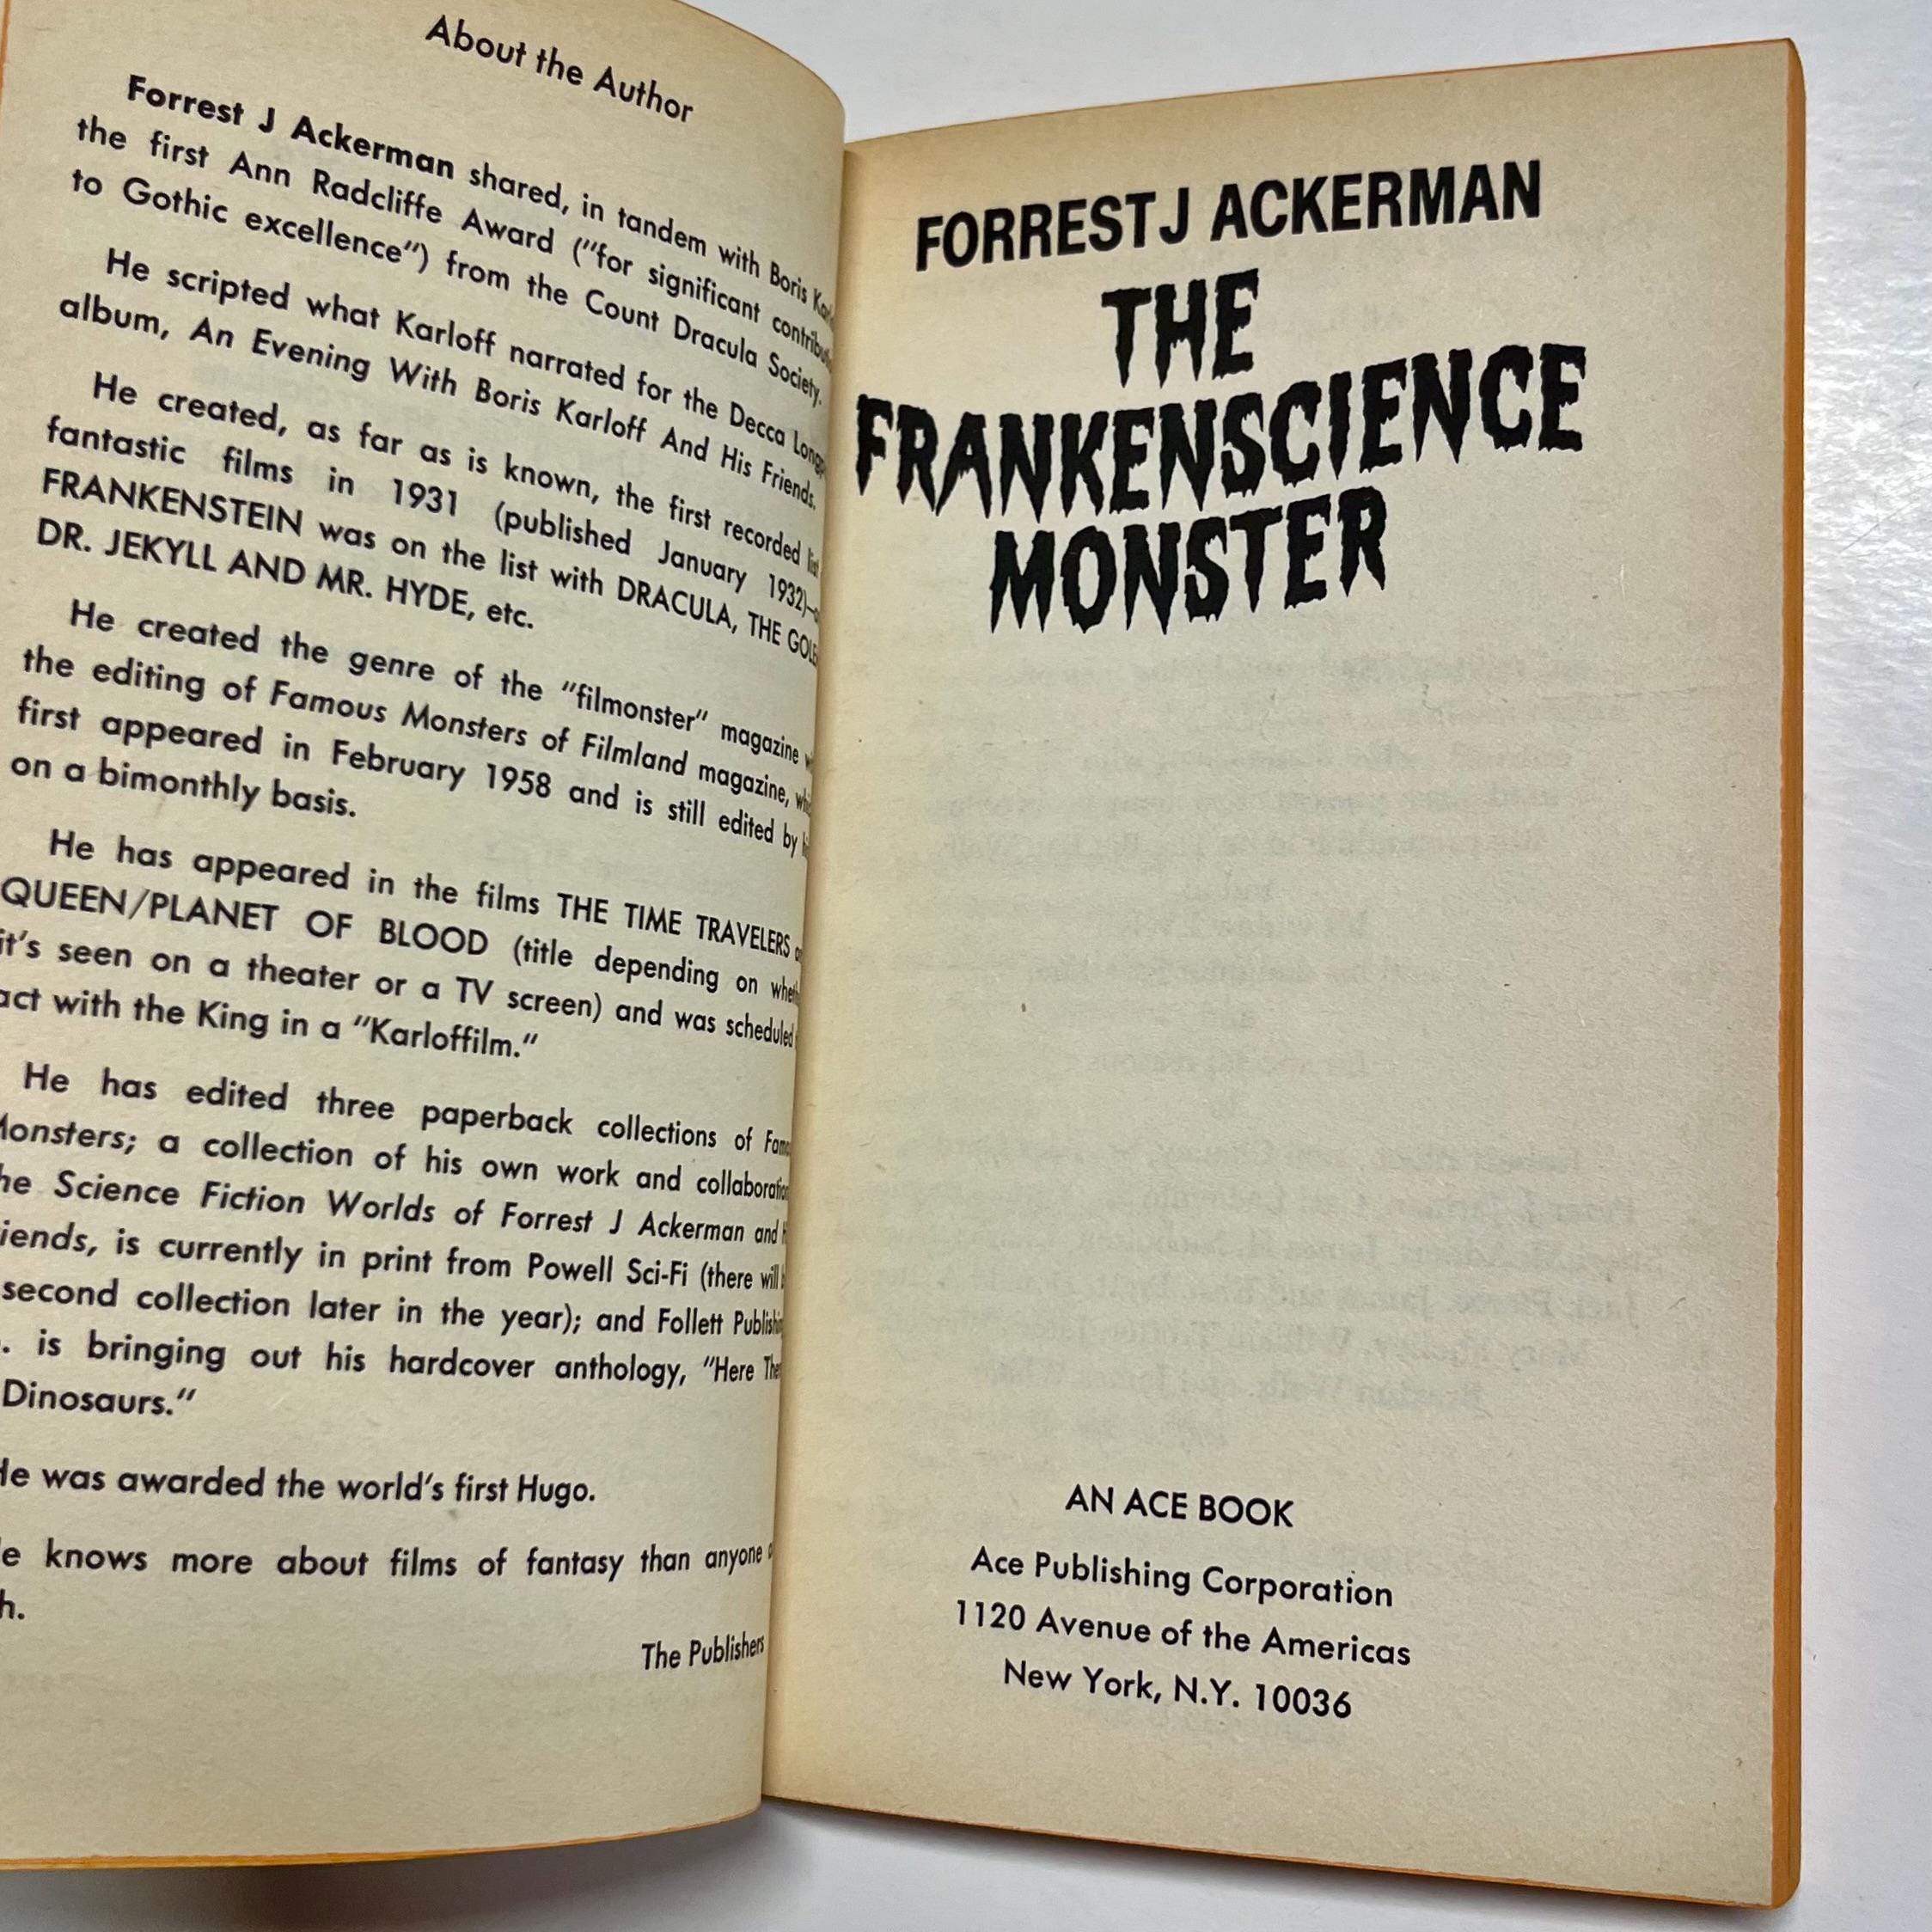 About the Author
Forrest J Ackerman shared, in tandem with Boris
the first Ann Radcliffe Award ("for significant
to Gothic excellence") from the Count Dracula Society.
He scripted what Karloff narrated for the Decca
album, An Evening With Boris Karloff And His Friends.
He created, as far as is known, the first recorded
fantastic films in 1931 (published January 1932)—
FRANKENSTEIN was on the list with DRACULA, THE
DR. JEKYLL AND MR. HYDE, etc.
He created the genre of the "filmonster" magazine
the editing of Famous Monsters of Filmland magazine,
first appeared in February 1958 and is still edited by
on a bimonthly basis.
He has appeared in the films THE TIME TRAVELERS
QUEEN/PLANET OF BLOOD (title depending on
it's seen on a theater or a TV screen) and was scheduled
act with the King in a "Karloffilm."
He has edited three paperback collections of
Monsters; a collection of his own work and
Science Fiction Worlds of Forrest J Ackerman and
is currently in print from Powell Sci-Fi (there will
second collection later in the year); and Follett
is bringing out his hardcover anthology, "Here
Dinosaurs."
He was awarded the world's first Hugo.
knows more about films of fantasy than anyone
The Publishers
FORREST J ACKERMAN
THE
FRANKENSCIENCE
MONSTER
AN ACE BOOK
Ace Publishing Corporation
1120 Avenue of the Americas
New York, N.Y. 10036